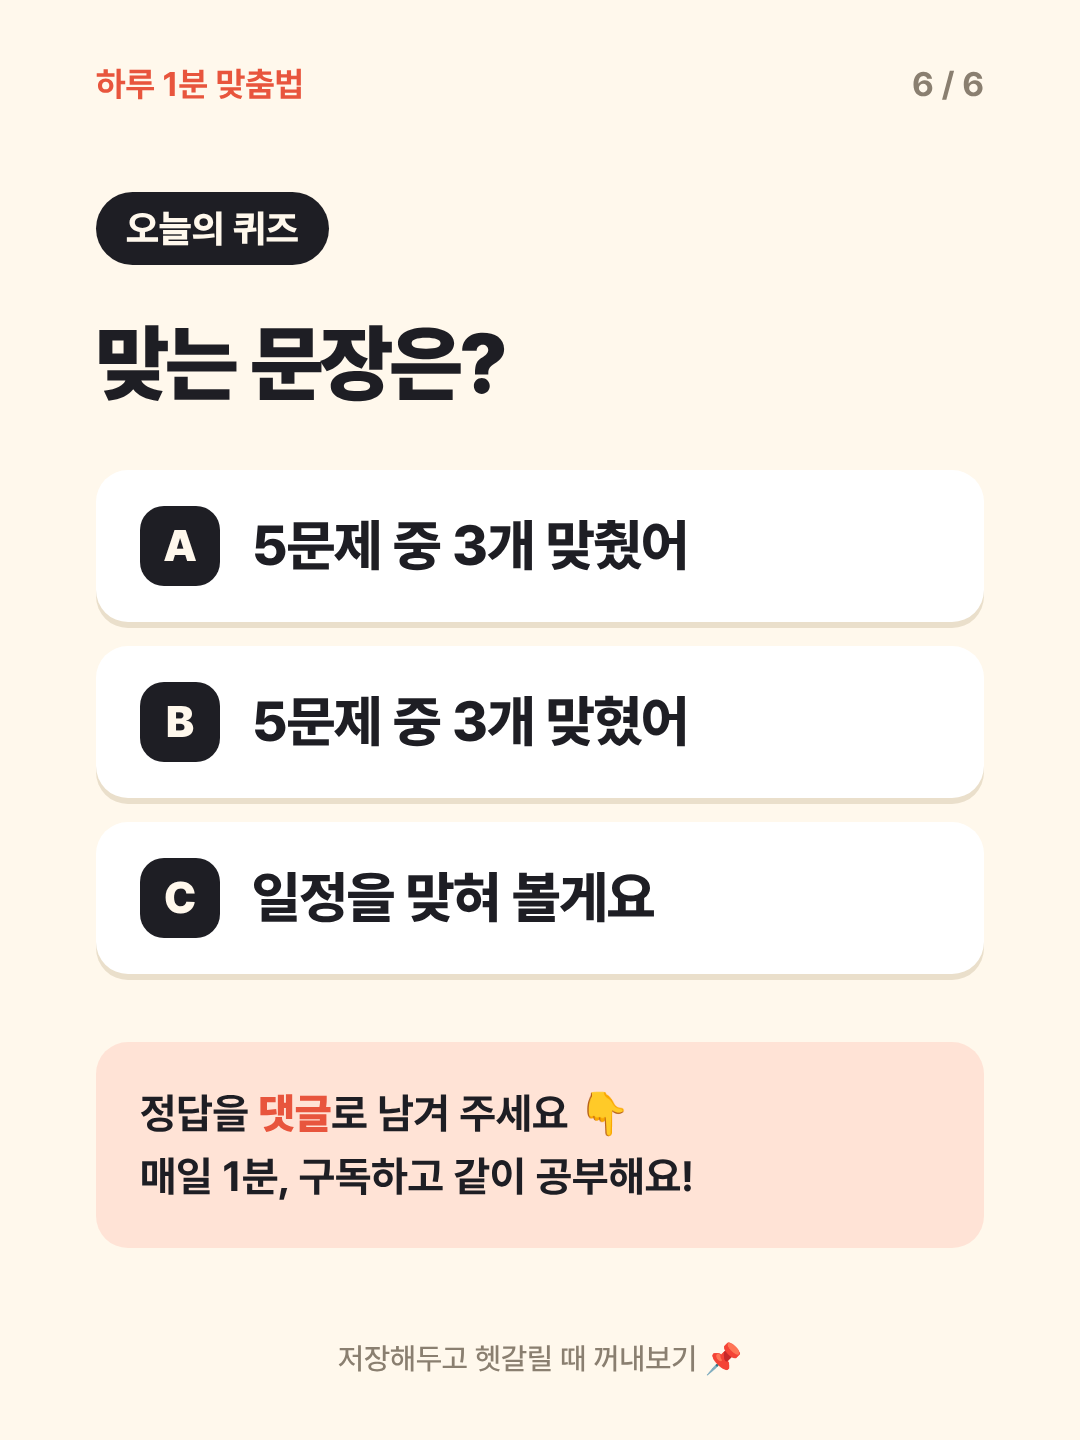 하루 1분 맞춤법
6 / 6
오늘의 퀴즈
맞는 문장은?
A 5문제 중 3개 맞췄어
B 5문제 중 3개 맞혔어
C 일정을 맞혀 볼게요
정답을 댓글로 남겨 주세요 👇
매일 1분, 구독하고 같이 공부해요!
저장해두고 헷갈릴 때 꺼내보기 📌